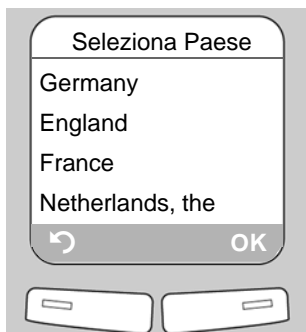 Seleziona Paese
Germany
England
France
Netherlands, the
OK